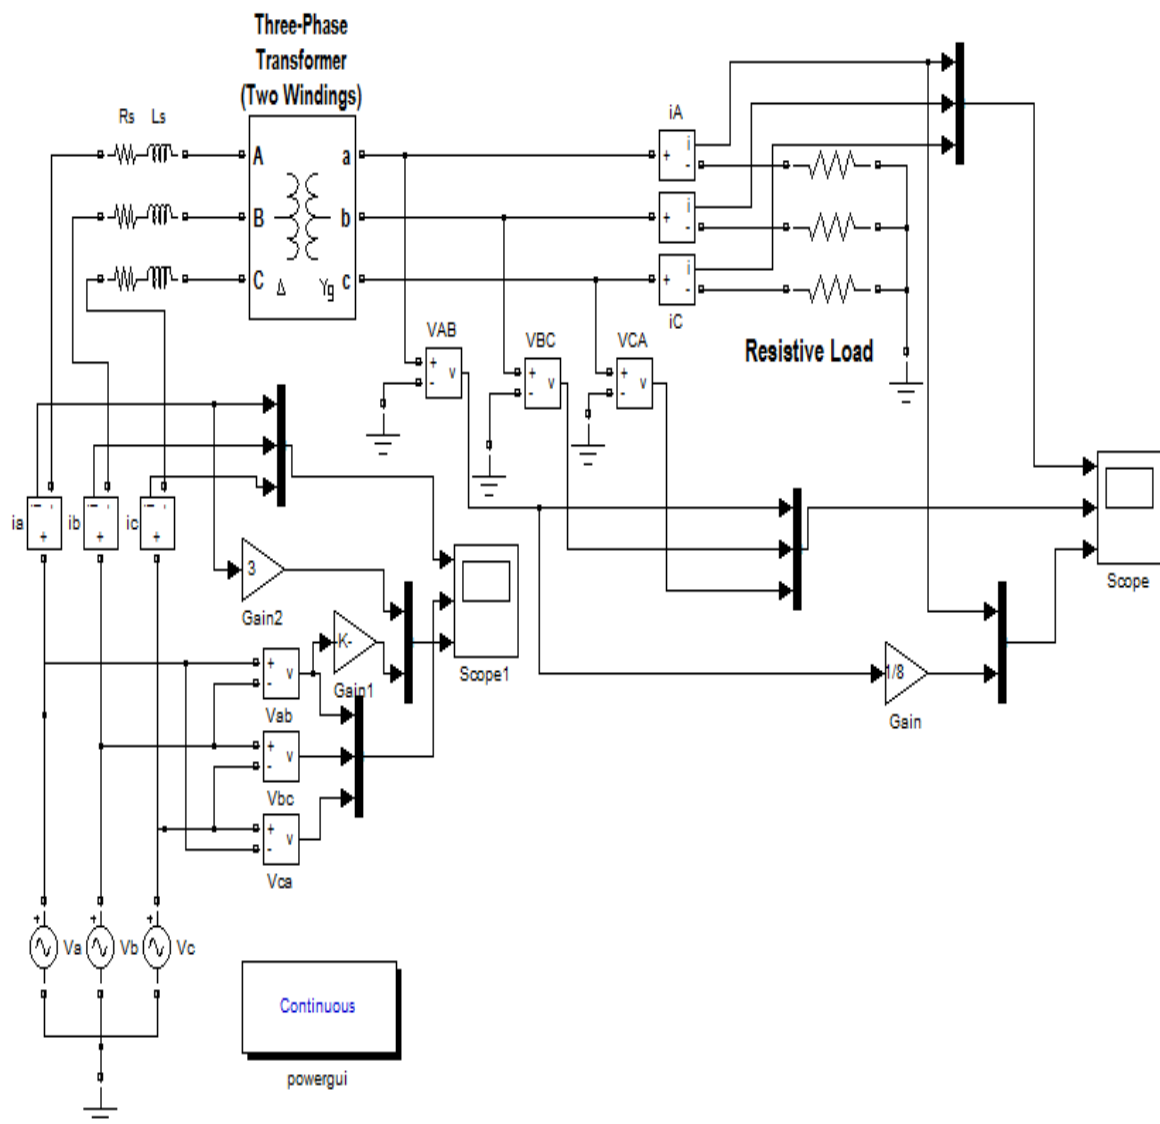 Three-Phase
Transformer
(Two Windings)
Rs Ls
iA
A a
B b
C c
Δ Yg
+ i -
+ i -
+ i -
iC
VAB
VBC
VCA
+ - v
+ - v
+ - v
Resistive Load
ia
ib
ic
i - +
i - +
i - +
3
Gain2
-K-
Gain1
Scope1
Scope
1/8
Gain
+ - v
Vab
+ - v
Vbc
+ - v
Vca
+ Va
+ Vb
+ Vc
Continuous
powergui